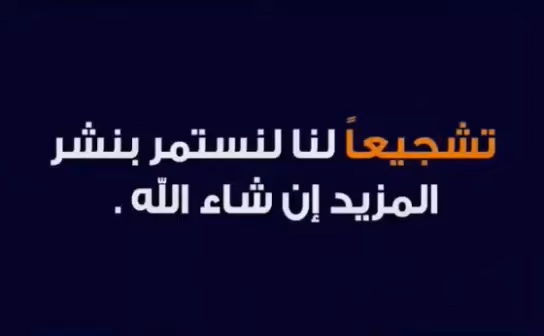 تشجيعاً لنا لنستمر بنشر
المزيد إن شاء الله .